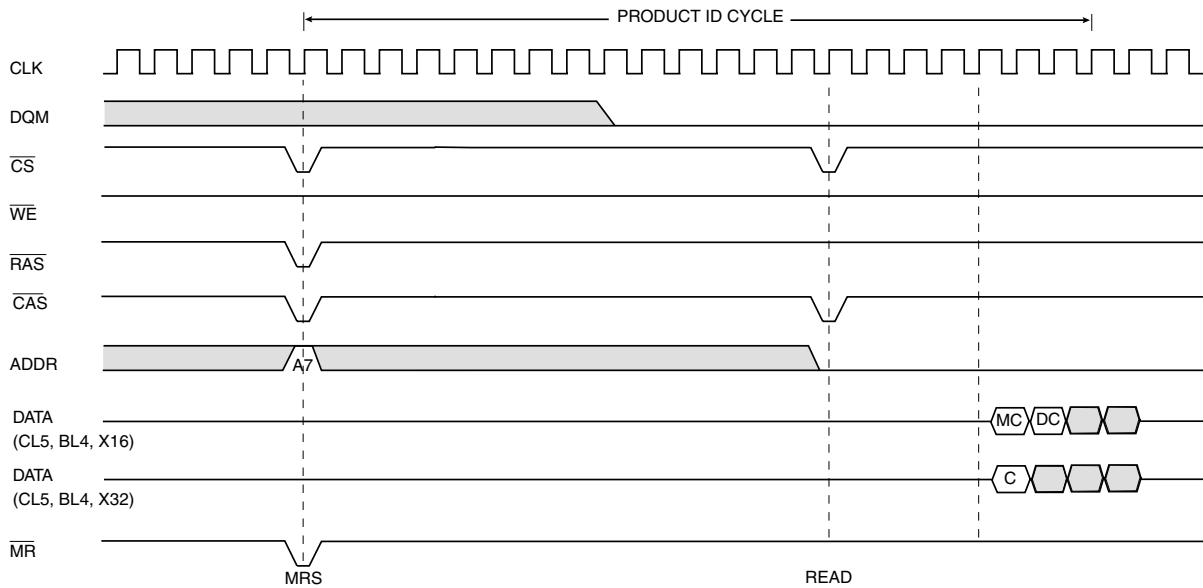 PRODUCT ID CYCLE
CLK
DQM
CS
WE
RAS
CAS
ADDR
A7
DATA
(CL5, BL4, X16)
MC DC
DATA
(CL5, BL4, X32)
C
MR
MRS READ